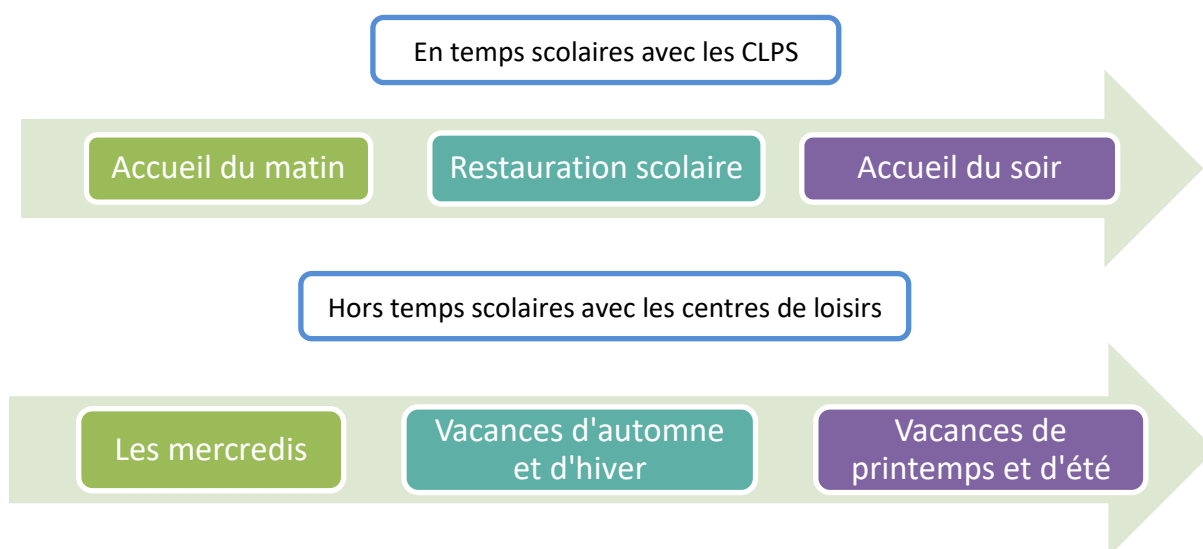 En temps scolaires avec les CLPS
Accueil du matin
Restauration scolaire
Accueil du soir
Hors temps scolaires avec les centres de loisirs
Les mercredis
Vacances d'automne
et d'hiver
Vacances de
printemps et d'été